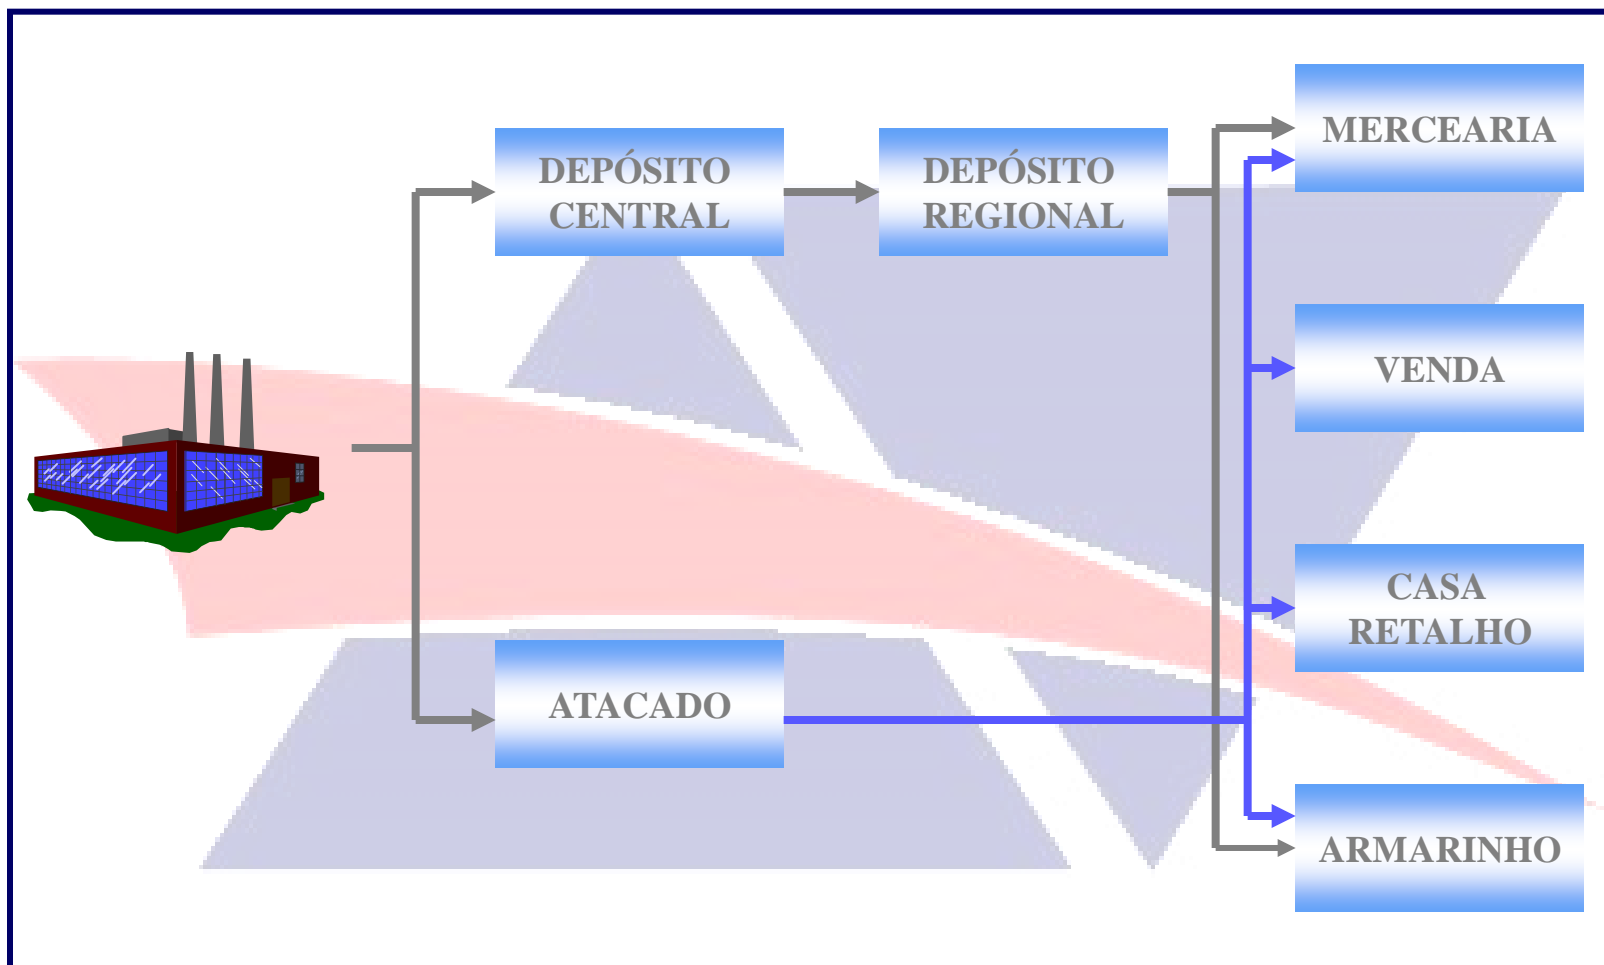 DEPÓSITO
CENTRAL
DEPÓSITO
REGIONAL
MERCEARIA
VENDA
CASA
RETALHO
ATACADO
ARMARINHO